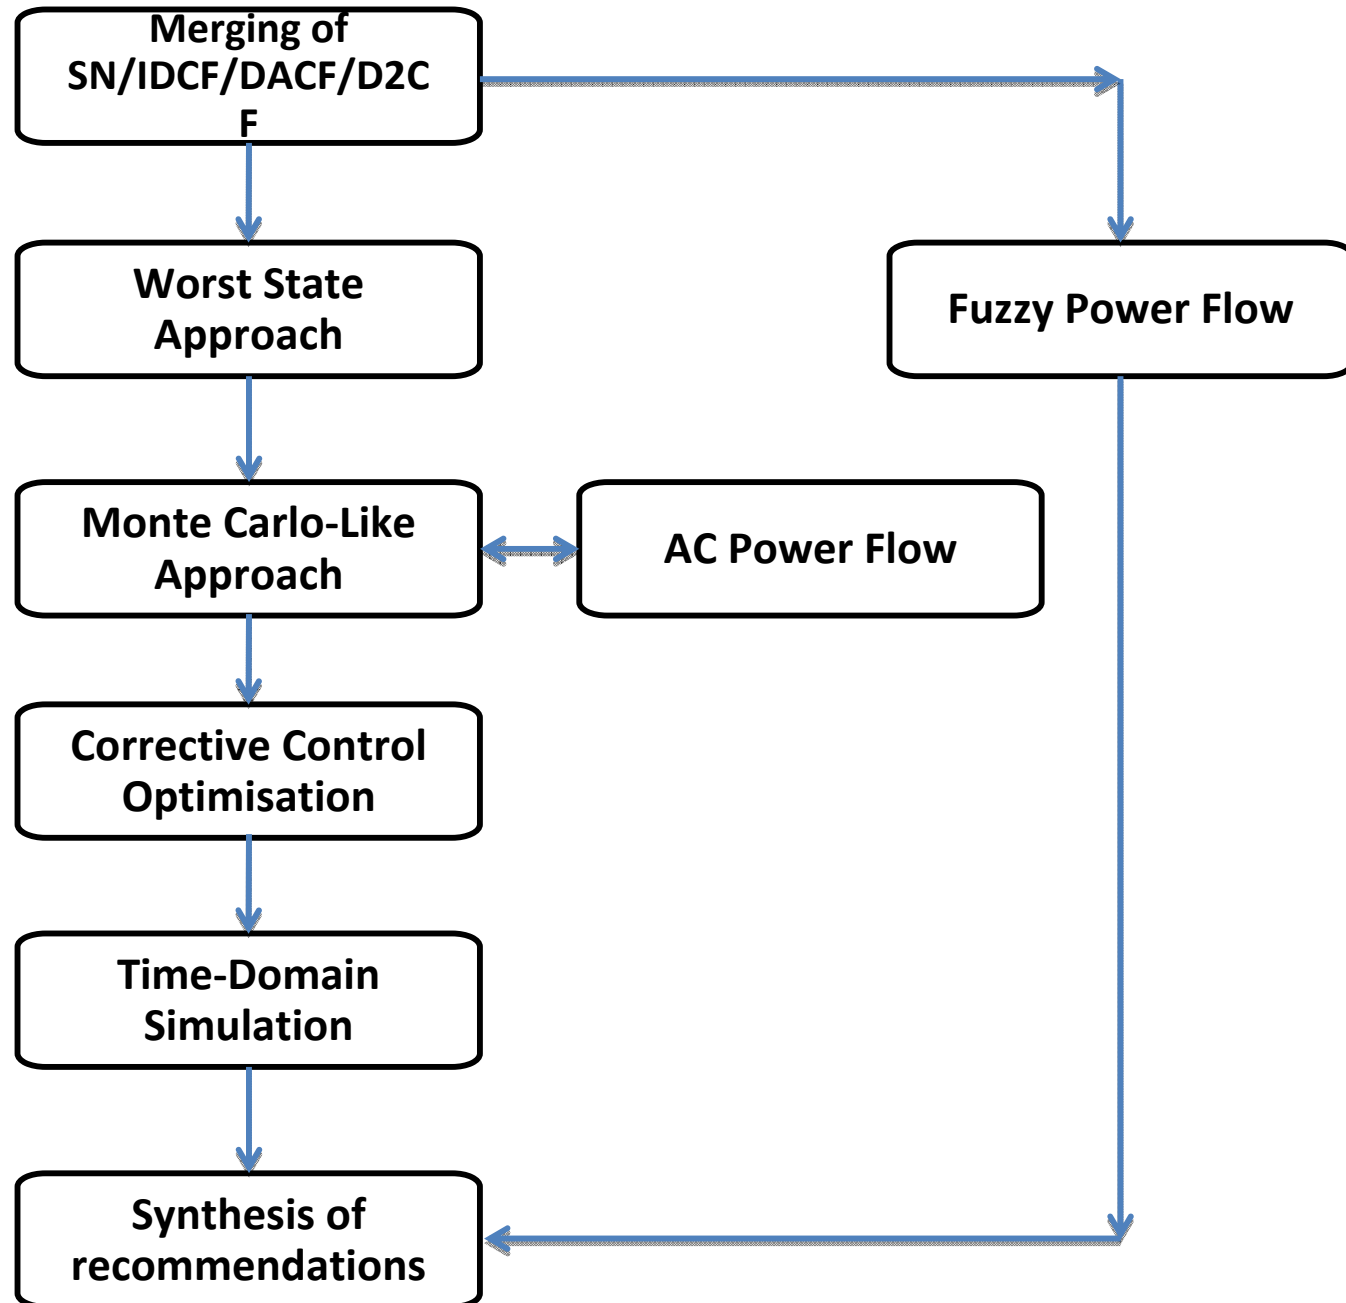 Merging of
SN/IDCF/DACF/D2C
F
Worst State
Approach
Fuzzy Power Flow
Monte Carlo-Like
Approach
AC Power Flow
Corrective Control
Optimisation
Time-Domain
Simulation
Synthesis of
recommendations